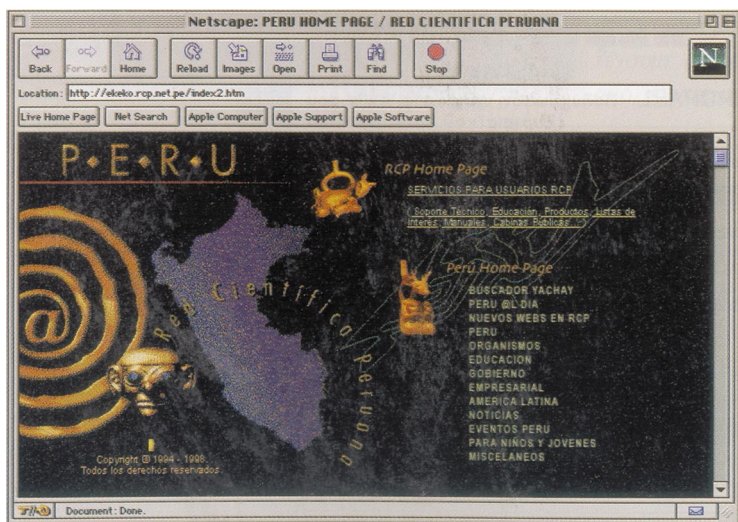 Netscape: PERU HOME PAGE / RED CIENTIFICA PERUANA
Back Forward Home Reload Images Open Print Find Stop
N
Location: http://ekeko.rcp.net.pe/index2.htm
Live Home Page Net Search Apple Computer Apple Support Apple Software
P•E•R•U
RCP Home Page
SERVICIOS PARA USUARIOS RCP
( Soporte Técnico, Educación, Productos, Listas de
Interés, Manuales, Cabinas Públicas...)
@
Red Científica Peruana
Perú Home Page
BUSCADOR YACHAY
PERU @L DIA
NUEVOS WEBS EN RCP
PERU
ORGANISMOS
EDUCACION
GOBIERNO
EMPRESARIAL
AMERICA LATINA
NOTICIAS
EVENTOS PERU
PARA NIÑOS Y JOVENES
MISCELANEOS
Copyright © 1994 - 1998.
Todos los derechos reservados.
Document: Done.